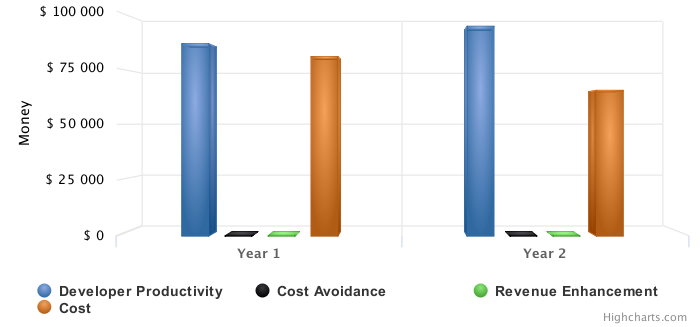 $ 100 000
$ 75 000
$ 50 000
$ 25 000
$ 0
Money
Year 1
Year 2
Developer Productivity
Cost Avoidance
Revenue Enhancement
Cost
Highcharts.com